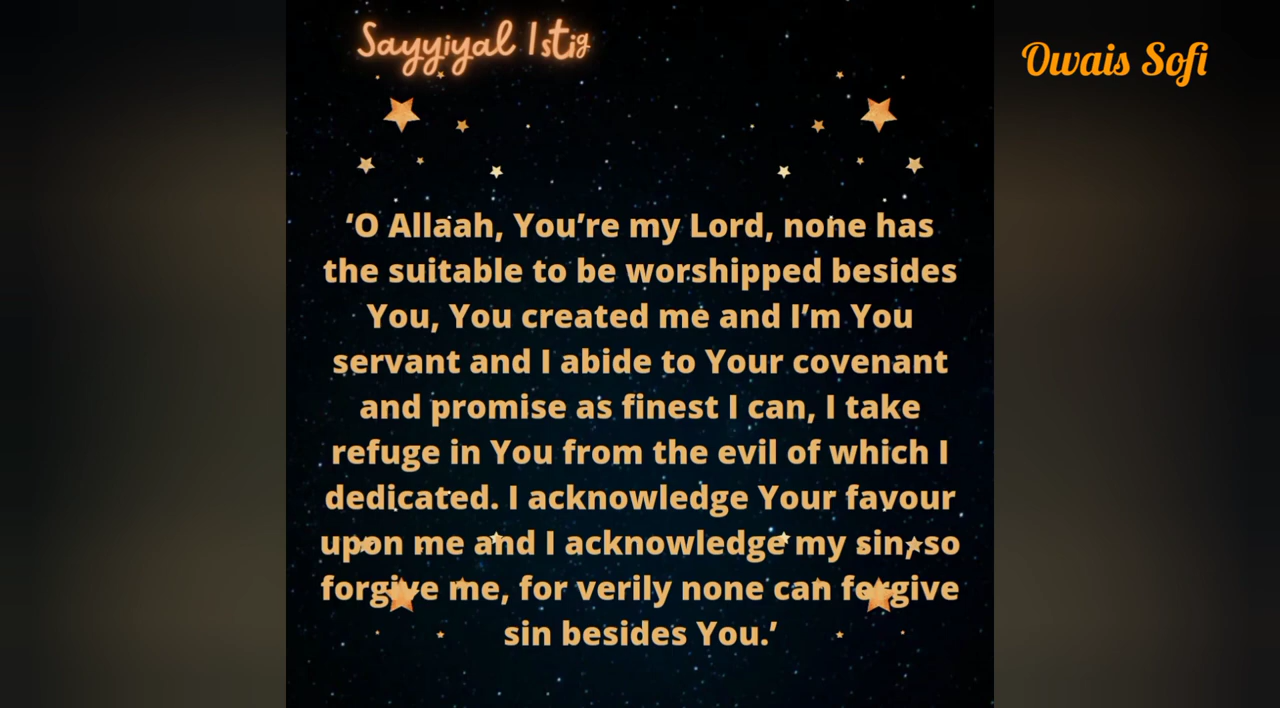 Sayyiyal Istig
Owais Sofi
‘O Allaah, You’re my Lord, none has
the suitable to be worshipped besides
You, You created me and I’m You
servant and I abide to Your covenant
and promise as finest I can, I take
refuge in You from the evil of which I
dedicated. I acknowledge Your favour
upon me and I acknowledge my sin, so
forgive me, for verily none can forgive
sin besides You.’